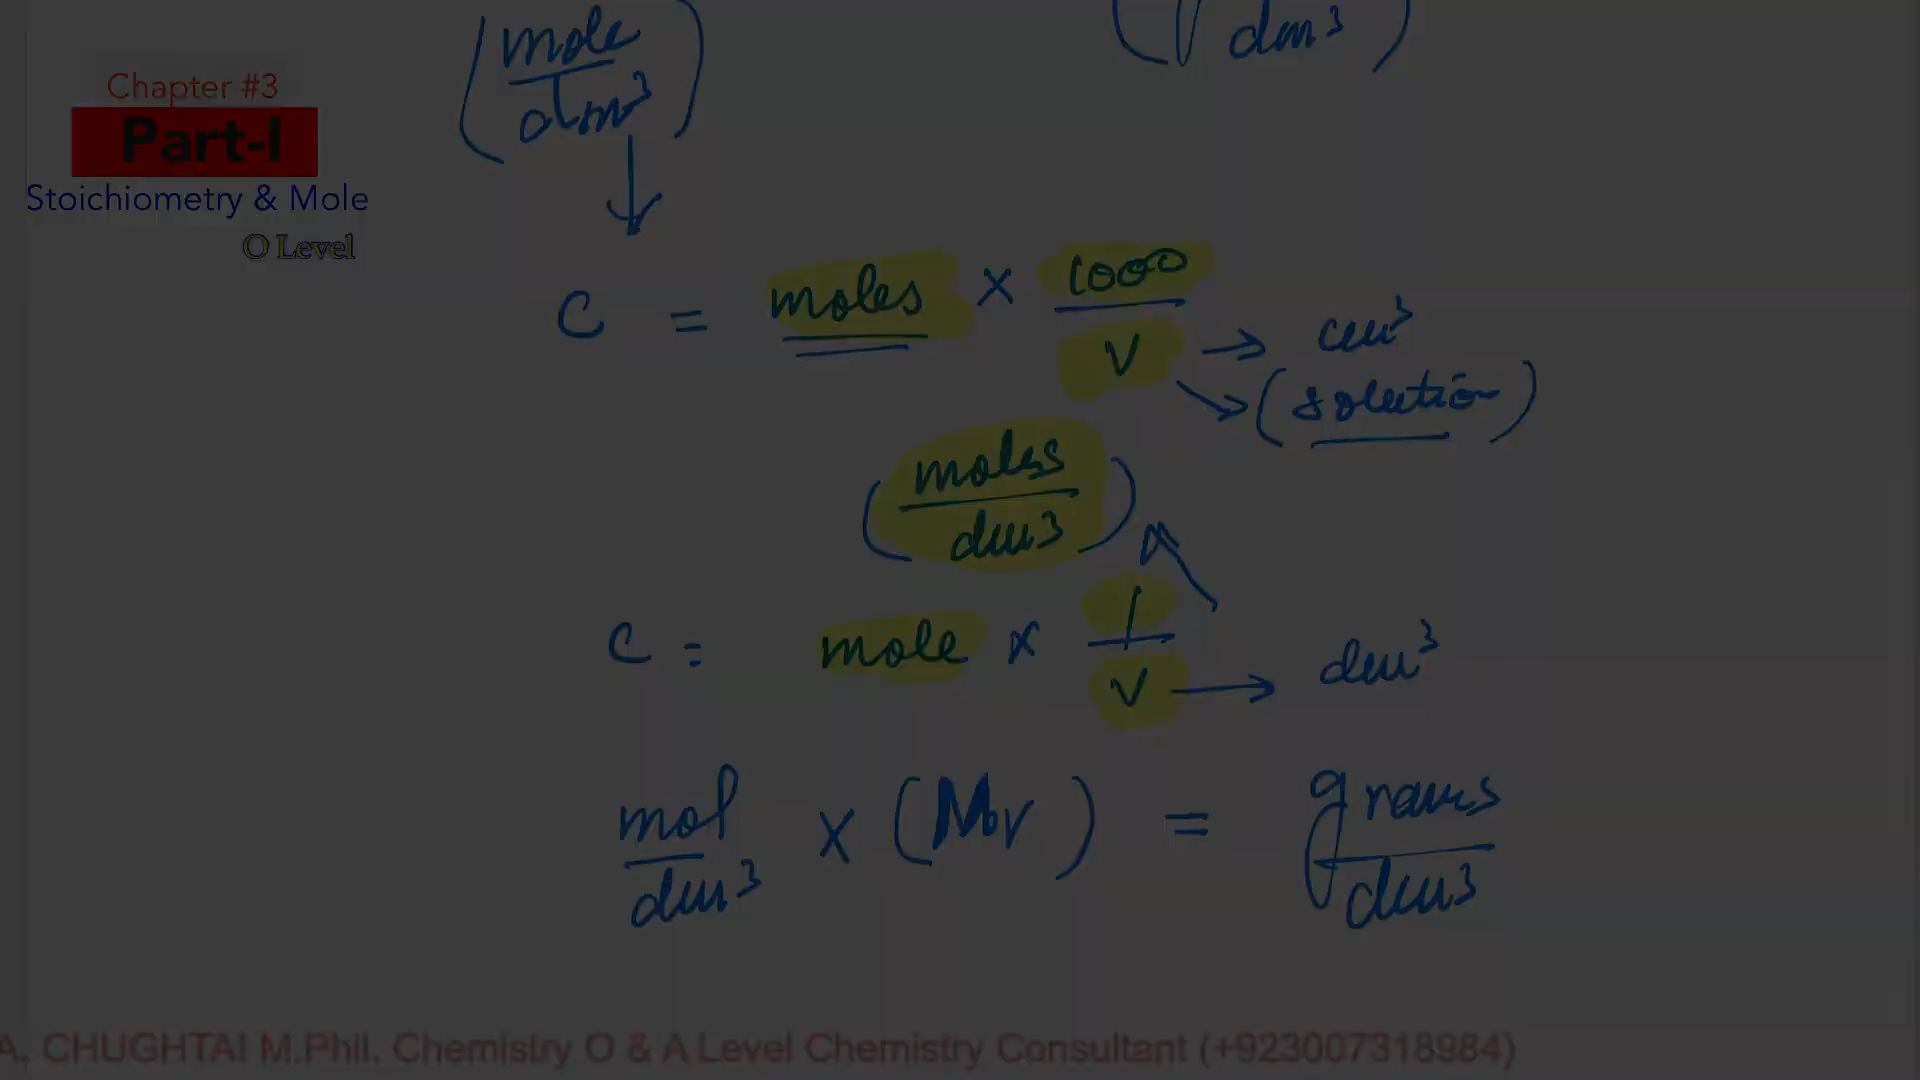 (mole/dm³)
dm³)
Chapter #3
Part-I
Stoichiometry & Mole
O Level
C = moles × 1000/V → cm³
→ (solution)
(moles/dm³)
C = mole × 1/V → dm³
mol/dm³ × (Mr) = grams/dm³
A. CHUGHTAI M.Phil. Chemistry O & A Level Chemistry Consultant (+923007318984)